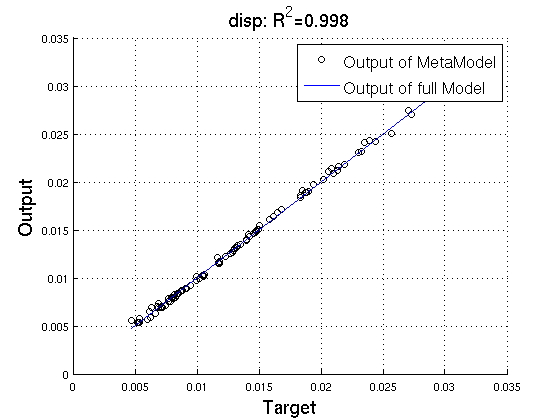 disp: R²=0.998
Output of MetaModel
Output of full Model
0.035
0.03
0.025
0.02
0.015
0.01
0.005
0
Output
0 0.005 0.01 0.015 0.02 0.025 0.03 0.035
Target